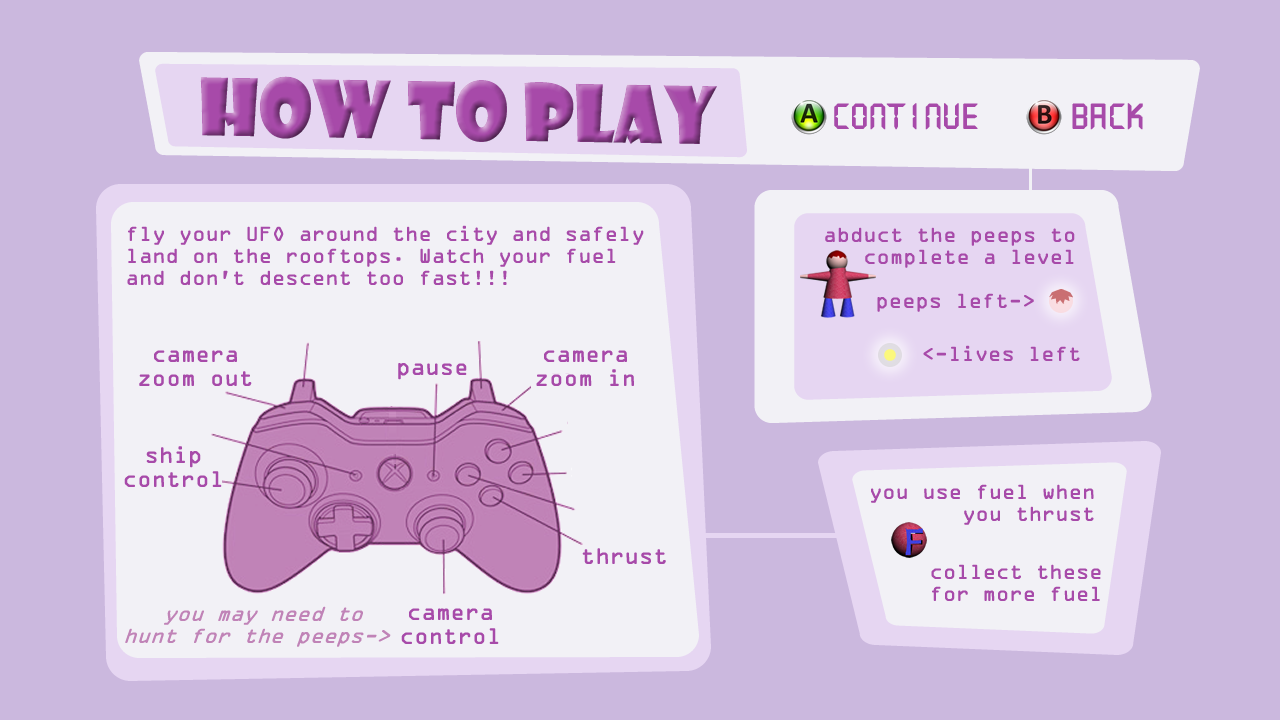 HOW TO PLAY
A CONTINUE
B BACK
fly your UFO around the city and safely
land on the rooftops. Watch your fuel
and don't descent too fast!!!
camera
zoom out
pause
camera
zoom in
ship
control
thrust
you may need to
hunt for the peeps->
camera
control
abduct the peeps to
complete a level
peeps left->
<-lives left
you use fuel when
you thrust
F
collect these
for more fuel